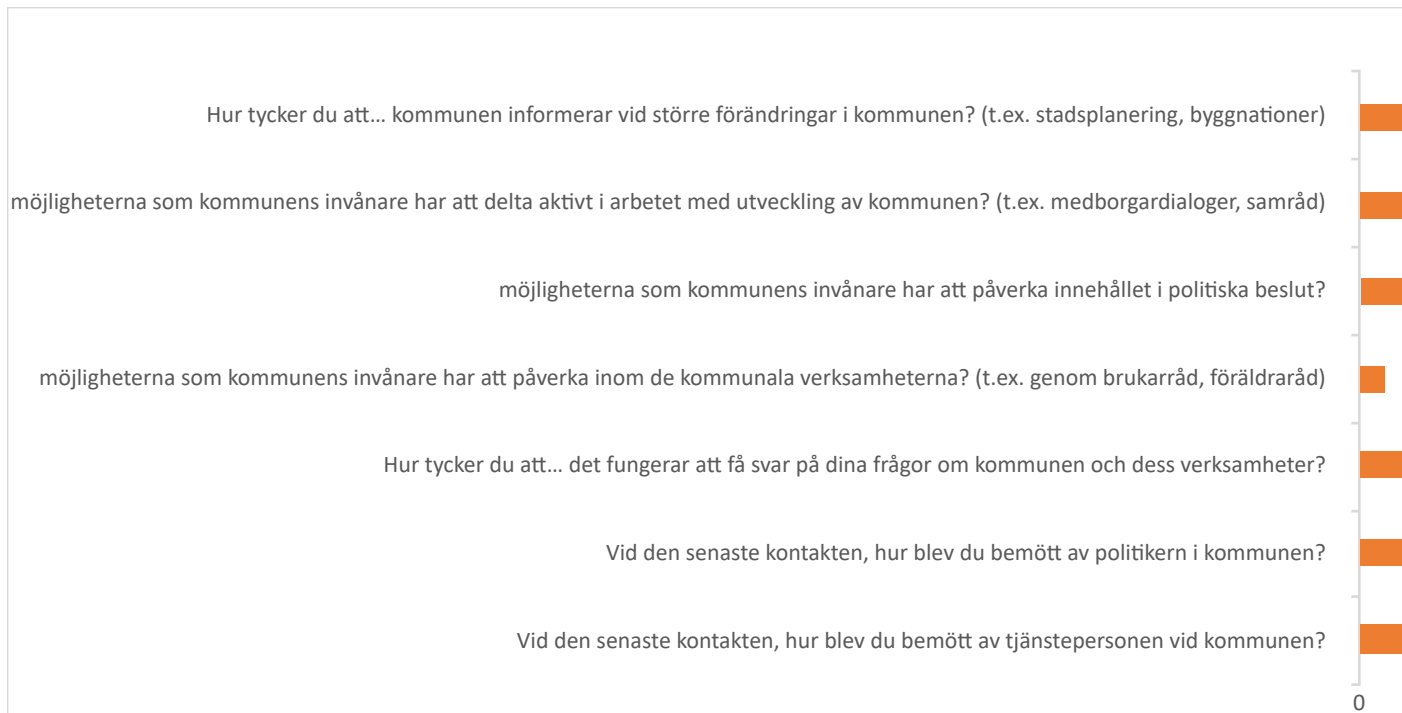 Hur tycker du att… kommunen informerar vid större förändringar i kommunen? (t.ex. stadsplanering, byggnationer)
möjligheterna som kommunens invånare har att delta aktivt i arbetet med utveckling av kommunen? (t.ex. medborgardialoger, samråd)
möjligheterna som kommunens invånare har att påverka innehållet i politiska beslut?
möjligheterna som kommunens invånare har att påverka inom de kommunala verksamheterna? (t.ex. genom brukarråd, föräldraråd)
Hur tycker du att… det fungerar att få svar på dina frågor om kommunen och dess verksamheter?
Vid den senaste kontakten, hur blev du bemött av politikern i kommunen?
Vid den senaste kontakten, hur blev du bemött av tjänstepersonen vid kommunen?
0